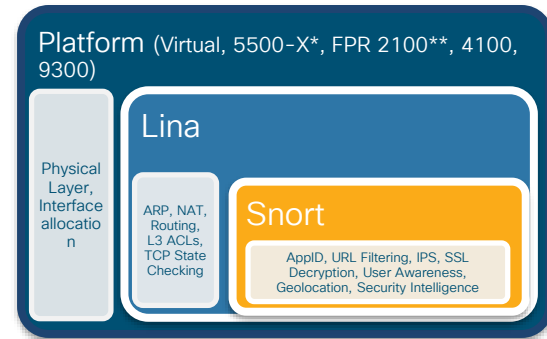 Platform (Virtual, 5500-X*, FPR 2100**, 4100,
9300)
Physical
Layer,
Interface
allocatio
n
Lina
ARP, NAT,
Routing,
L3 ACLs,
TCP State
Checking
Snort
AppID, URL Filtering, IPS, SSL
Decryption, User Awareness,
Geolocation, Security Intelligence